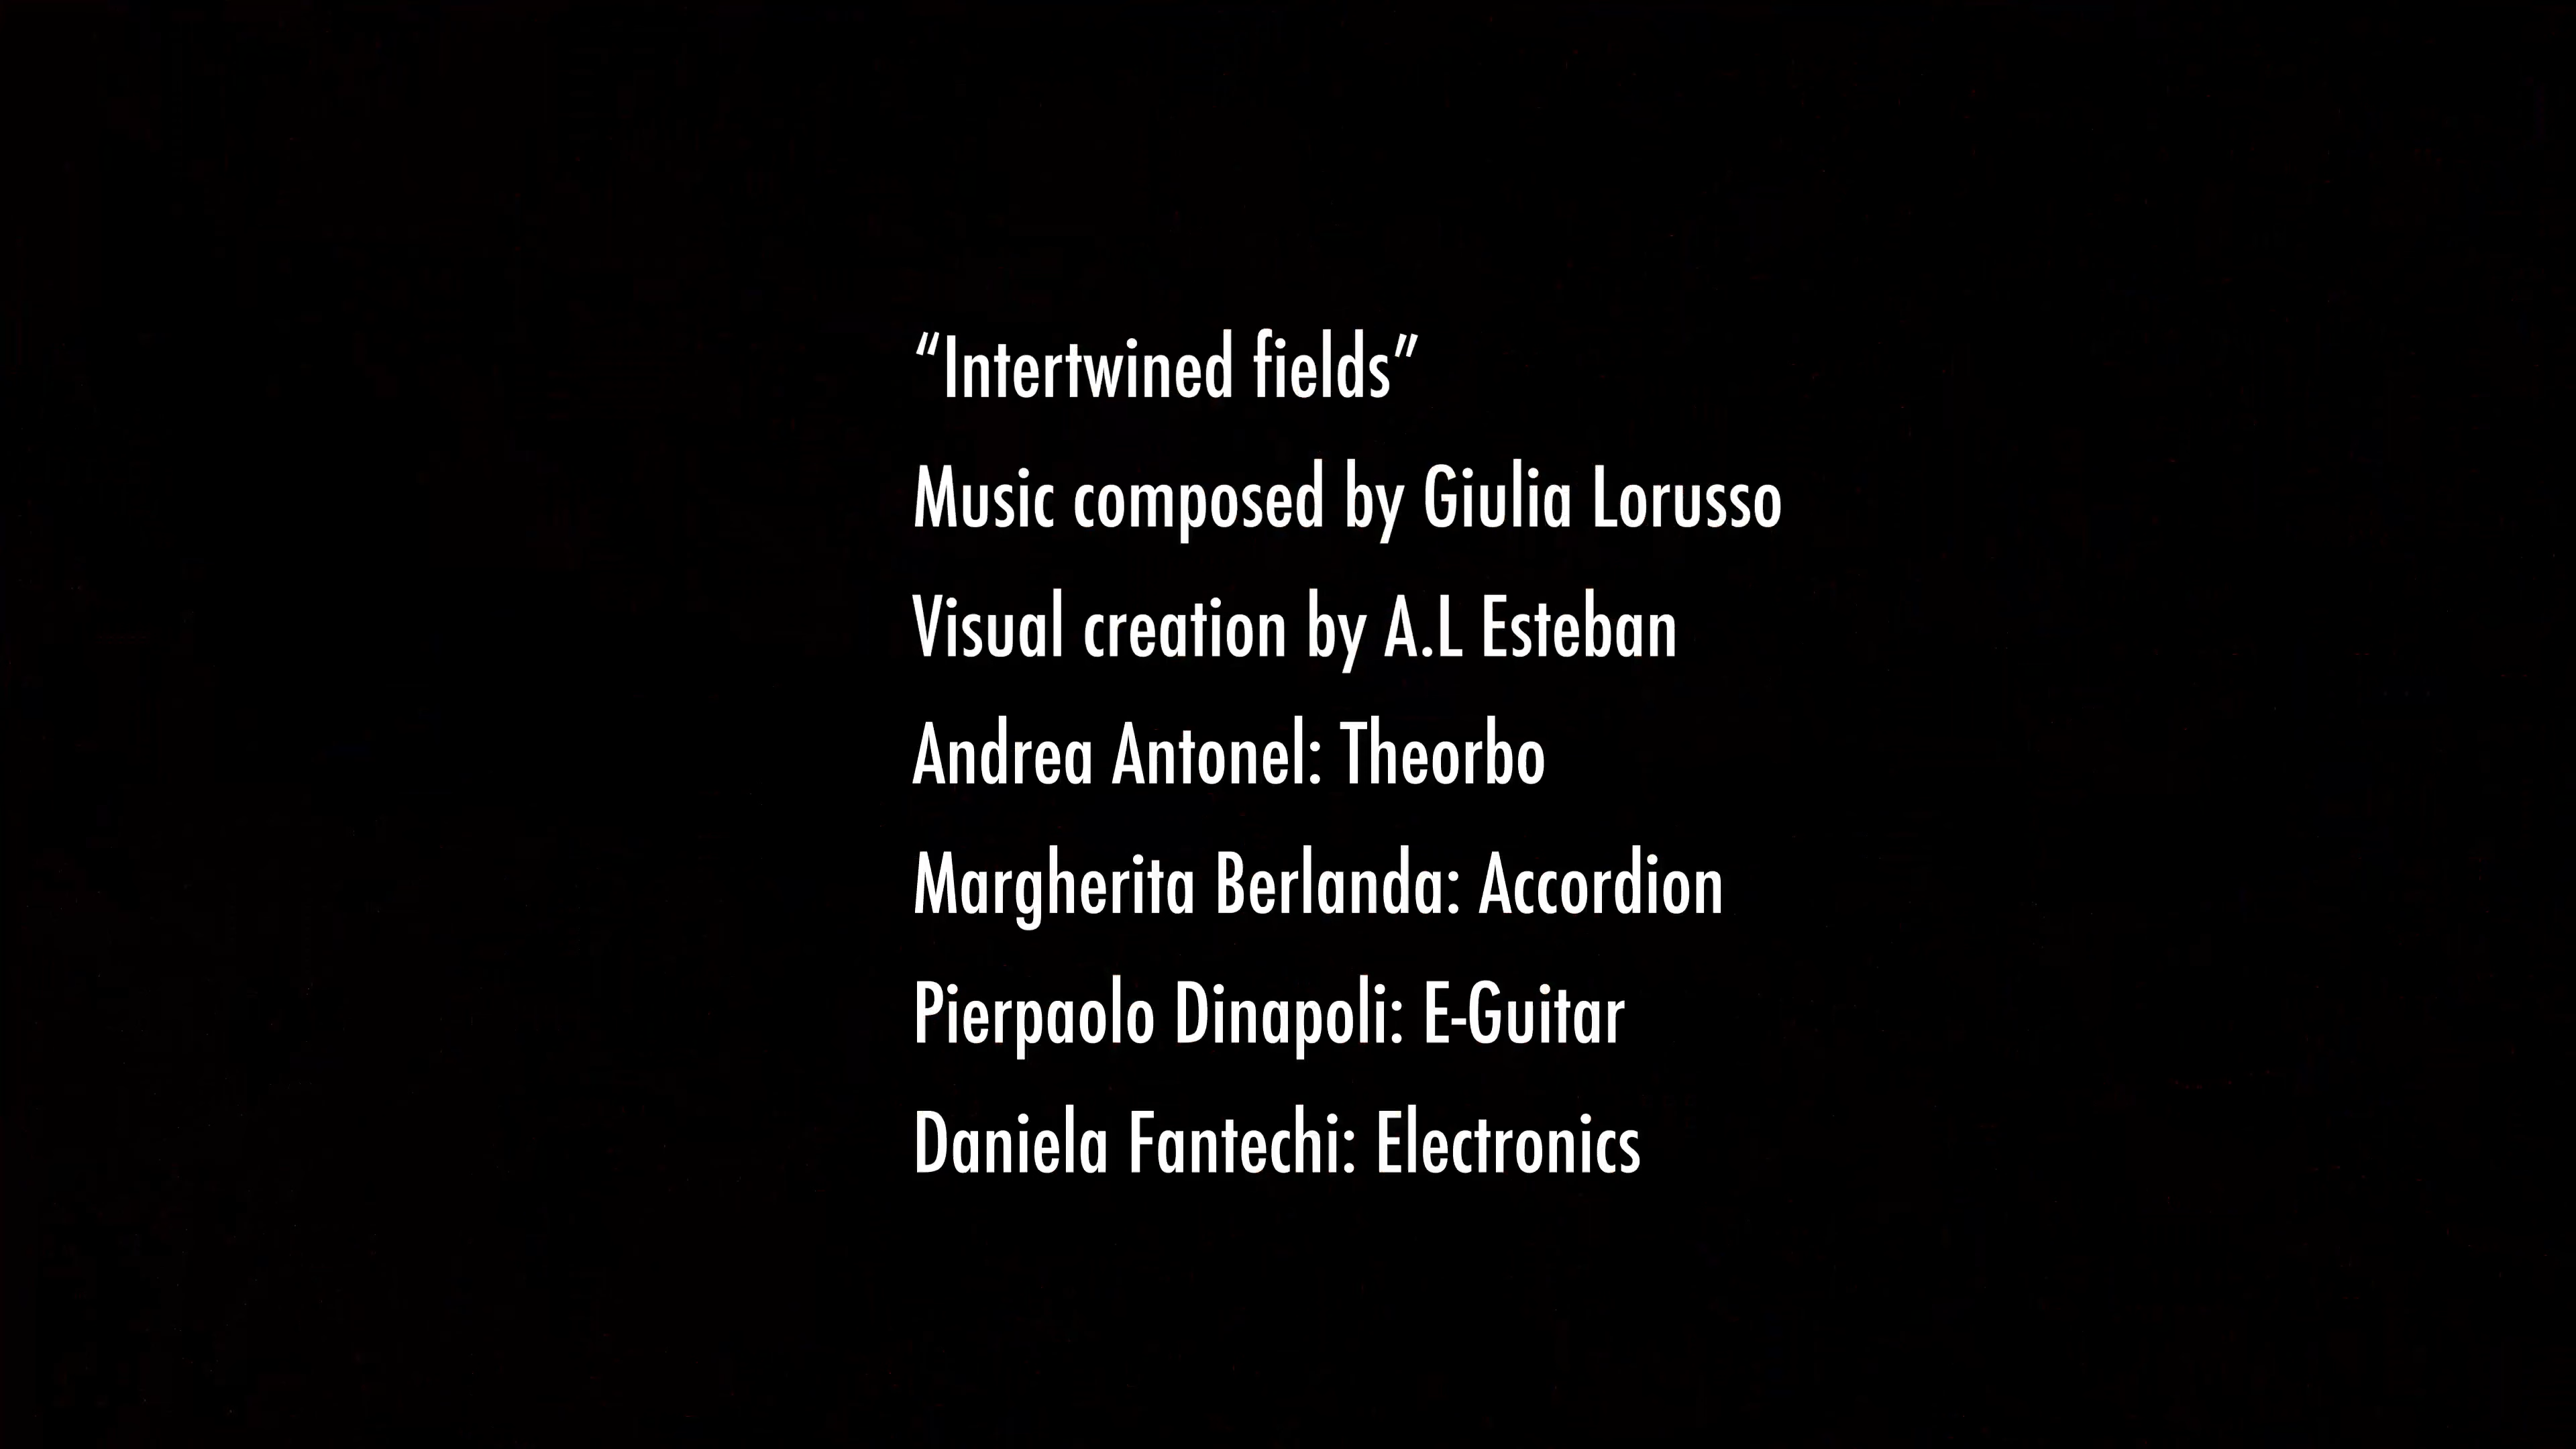 “Intertwined fields”
Music composed by Giulia Lorusso
Visual creation by A.L Esteban
Andrea Antonel: Theorbo
Margherita Berlanda: Accordion
Pierpaolo Dinapoli: E-Guitar
Daniela Fantechi: Electronics